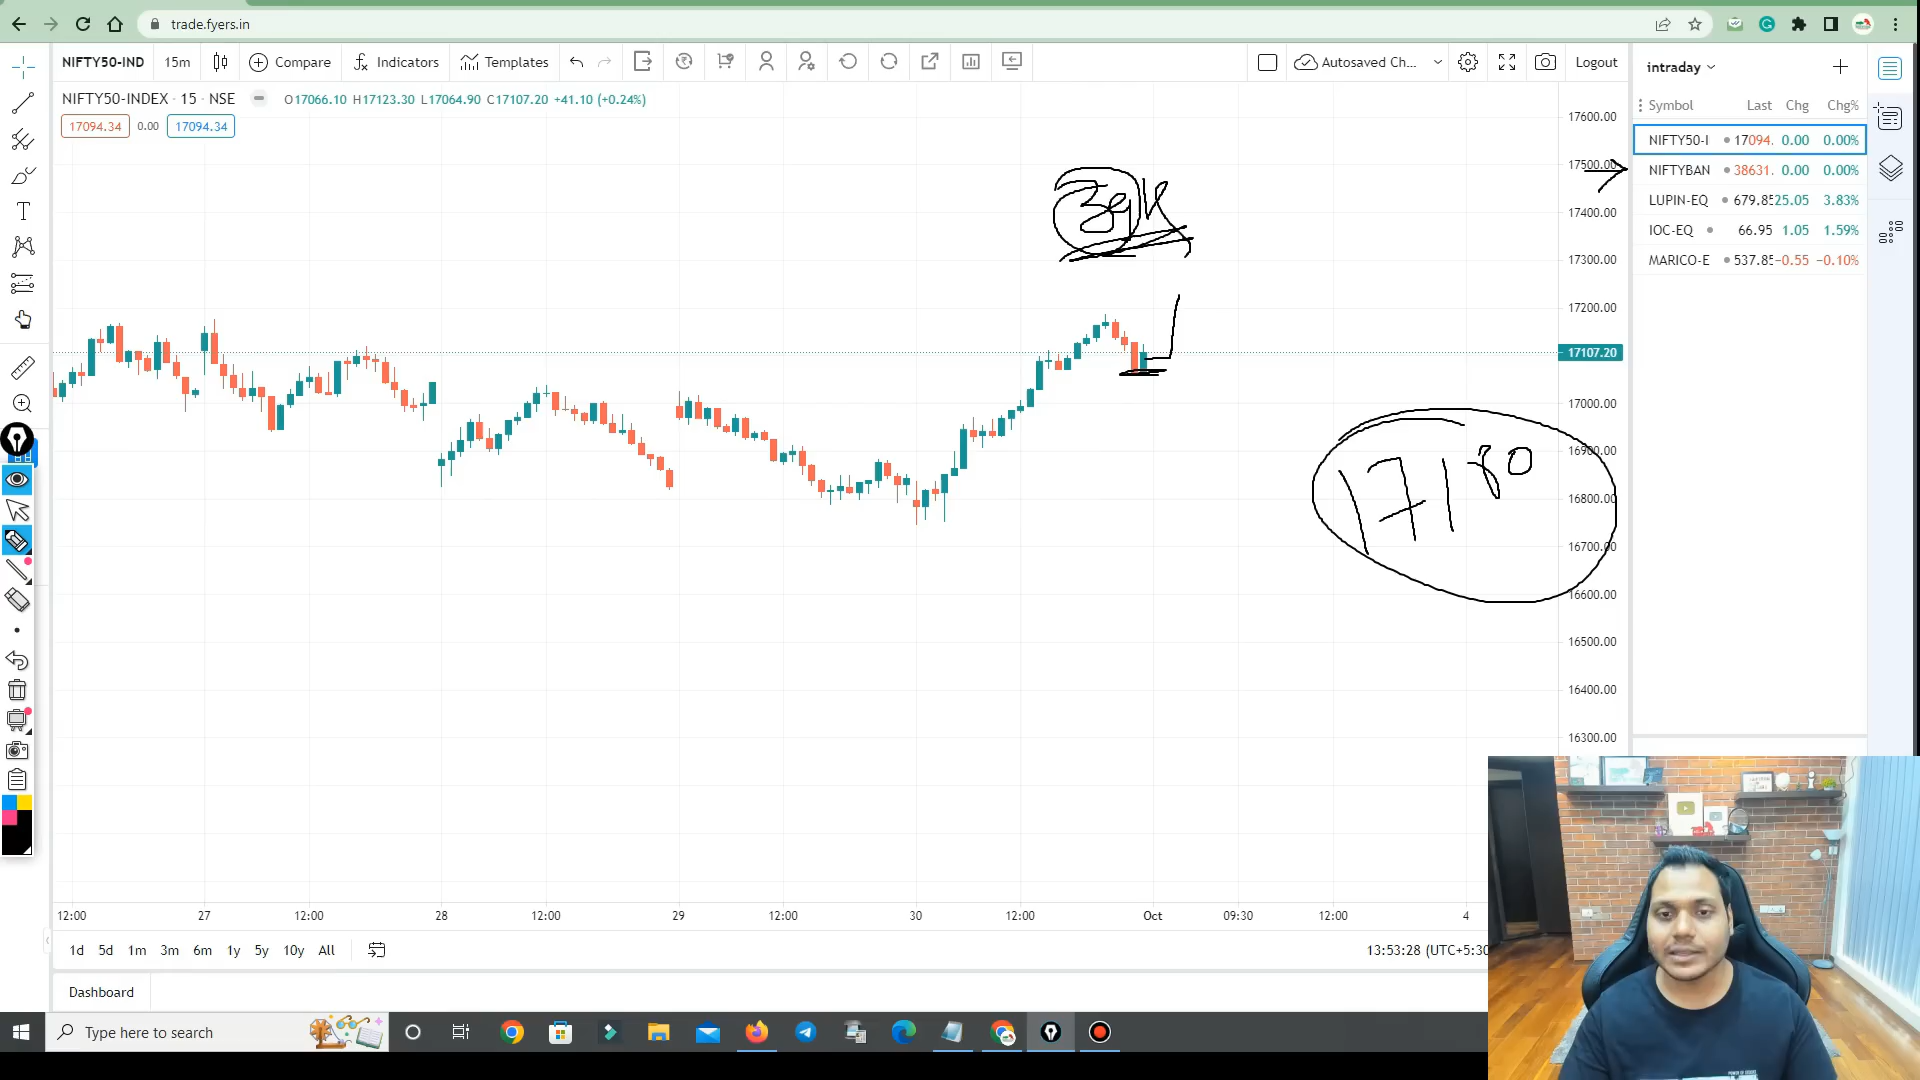 trade.fyers.in
NIFTY50-IND 15m Compare Indicators Templates Autosaved Ch... Logout
intraday
NIFTY50-INDEX · 15 · NSE O17066.10 H17123.30 L17064.90 C17107.20 +41.10 (+0.24%)
17094.34 0.00 17094.34
Symbol Last Chg Chg%
NIFTY50-I 17094. 0.00 0.00%
NIFTYBAN 38631. 0.00 0.00%
LUPIN-EQ 679.85 25.05 3.83%
IOC-EQ 66.95 1.05 1.59%
MARICO-E 537.85 −0.55 −0.10%
17600.00
17500.00
17400.00
39K
17300.00
17200.00
17107.20
17000.00
16900.00
17180
16800.00
16700.00
16600.00
16500.00
16400.00
16300.00
12:00 27 12:00 28 12:00 29 12:00 30 12:00 Oct 09:30 12:00 4
1d 5d 1m 3m 6m 1y 5y 10y All 13:53:28 (UTC+5:30
Dashboard
Type here to search